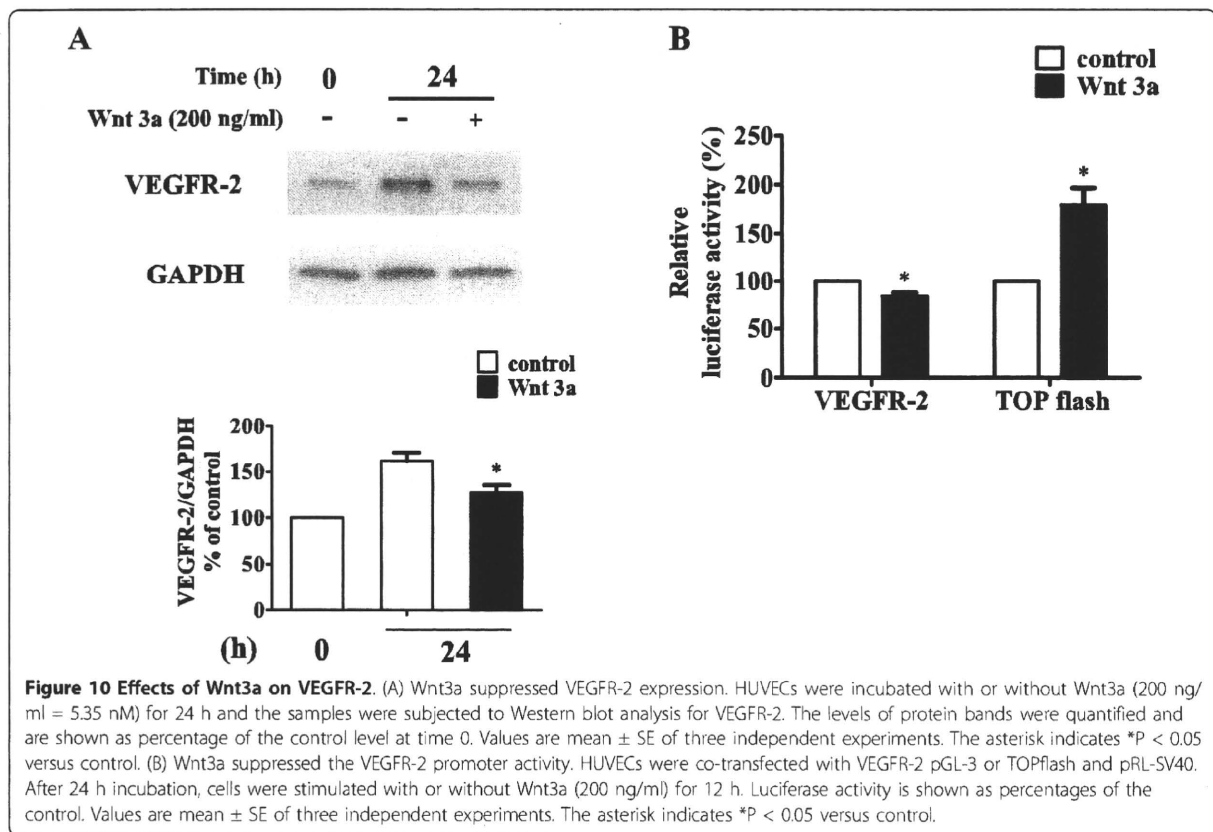 A
Time (h) 0 24
Wnt 3a (200 ng/ml) - - +
VEGFR-2
GAPDH
control
Wnt 3a
VEGFR-2/GAPDH
% of control
200
150
100
50
0
(h) 0 24
*
B
control
Wnt 3a
Relative
luciferase activity (%)
250
200
150
100
50
0
*
*
VEGFR-2 TOP flash
Figure 10 Effects of Wnt3a on VEGFR-2. (A) Wnt3a suppressed VEGFR-2 expression. HUVECs were incubated with or without Wnt3a (200 ng/
ml = 5.35 nM) for 24 h and the samples were subjected to Western blot analysis for VEGFR-2. The levels of protein bands were quantified and
are shown as percentage of the control level at time 0. Values are mean ± SE of three independent experiments. The asterisk indicates *P < 0.05
versus control. (B) Wnt3a suppressed the VEGFR-2 promoter activity. HUVECs were co-transfected with VEGFR-2 pGL-3 or TOPflash and pRL-SV40.
After 24 h incubation, cells were stimulated with or without Wnt3a (200 ng/ml) for 12 h. Luciferase activity is shown as percentages of the
control. Values are mean ± SE of three independent experiments. The asterisk indicates *P < 0.05 versus control.